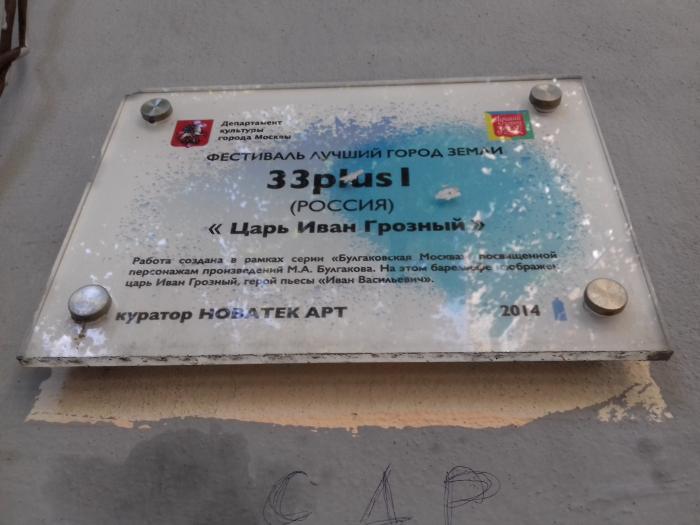 Департамент
культуры
города Москвы
Лучший
ФЕСТИВАЛЬ ЛУЧШИЙ ГОРОД ЗЕМЛИ
33plus1
(РОССИЯ)
« Царь Иван Грозный »
Работа создана в рамках серии «Булгаковская Москва» посвященной
персонажам произведений М.А. Булгакова. На этом барельефе изображен
царь Иван Грозный, герой пьесы «Иван Васильевич».
куратор НОВАТЕК АРТ 2014
САР